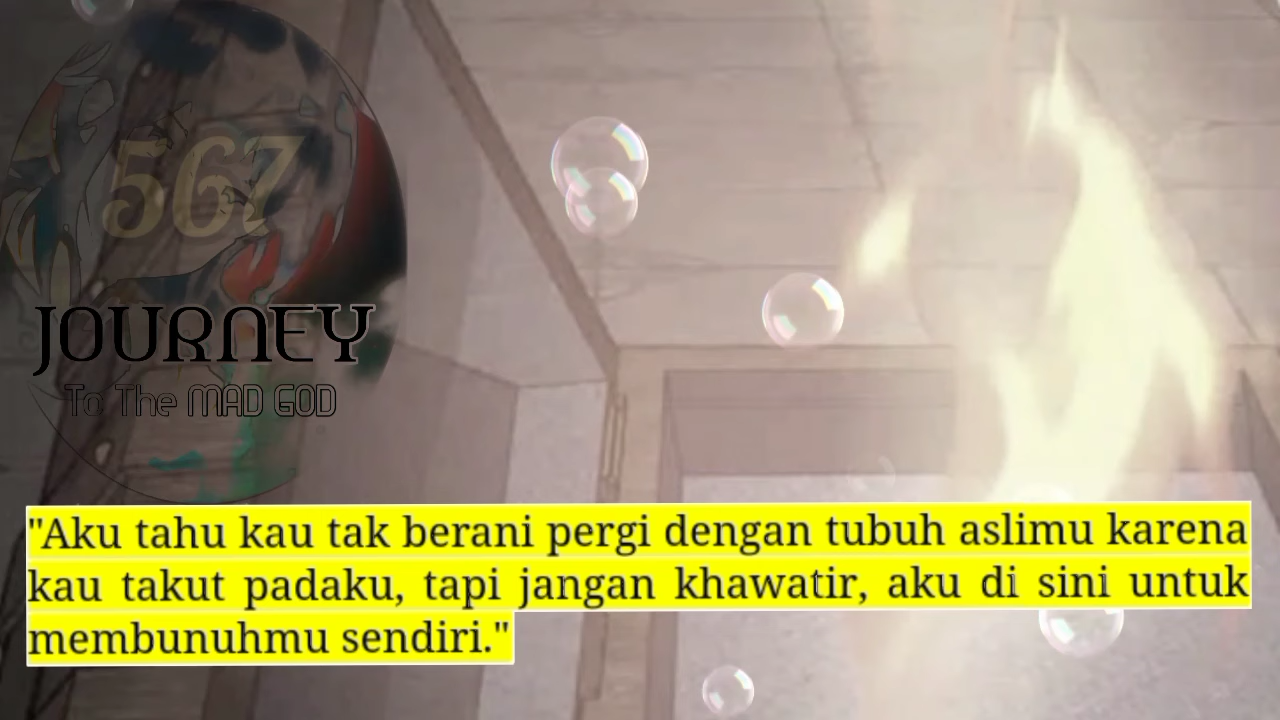 567
JOURNEY
To The MAD GOD
"Aku tahu kau tak berani pergi dengan tubuh aslimu karena
kau takut padaku, tapi jangan khawatir, aku di sini untuk
membunuhmu sendiri."